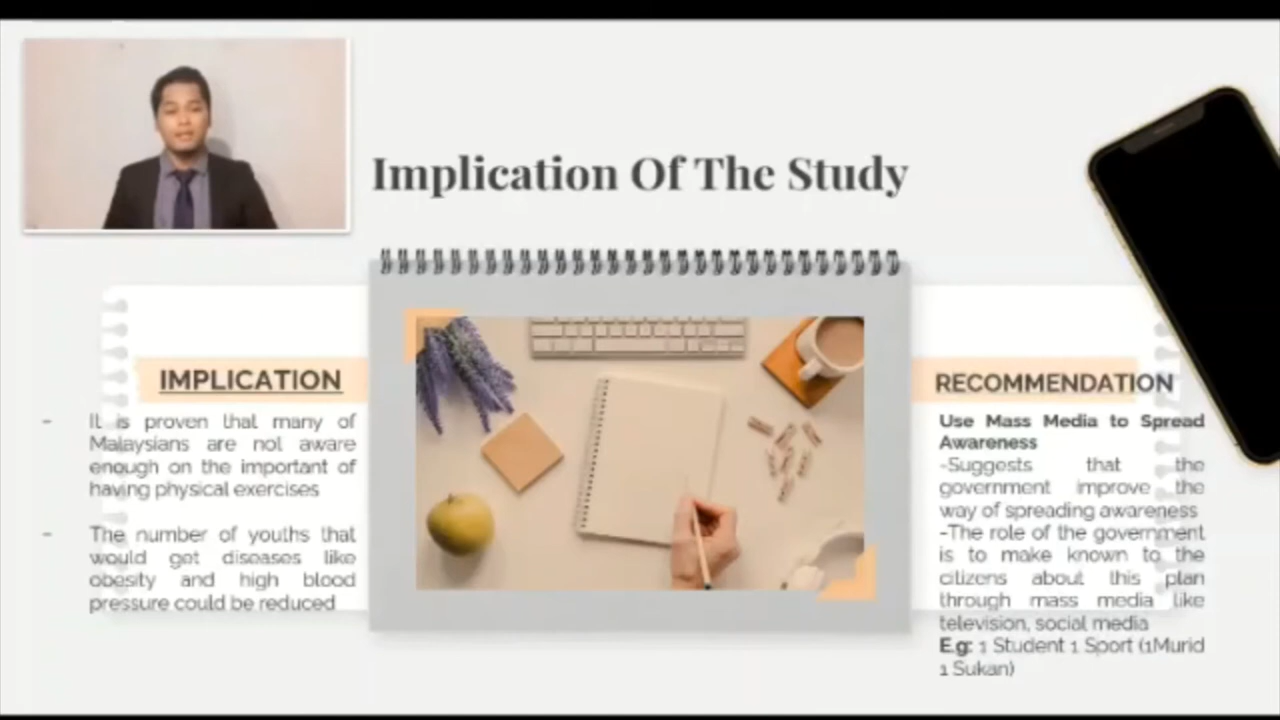 Implication Of The Study
IMPLICATION
- It is proven that many of
Malaysians are not aware
enough on the important of
having physical exercises
- The number of youths that
would get diseases like
obesity and high blood
pressure could be reduced
RECOMMENDATION
Use Mass Media to Spread
Awareness
-Suggests that the
government improve the
way of spreading awareness
-The role of the government
is to make known to the
citizens about this plan
through mass media like
television, social media
E.g: 1 Student 1 Sport (1Murid
1 Sukan)